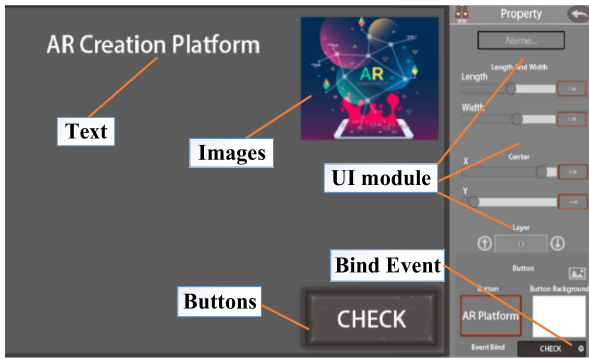 AR Creation Platform
AR
Text
Images
Buttons
CHECK
UI module
Bind Event
Property
Name...
Length and Width
Length
Width
Center
X
Y
Layer
0
Button
Button
Button Background
AR Platform
Event Bind
CHECK